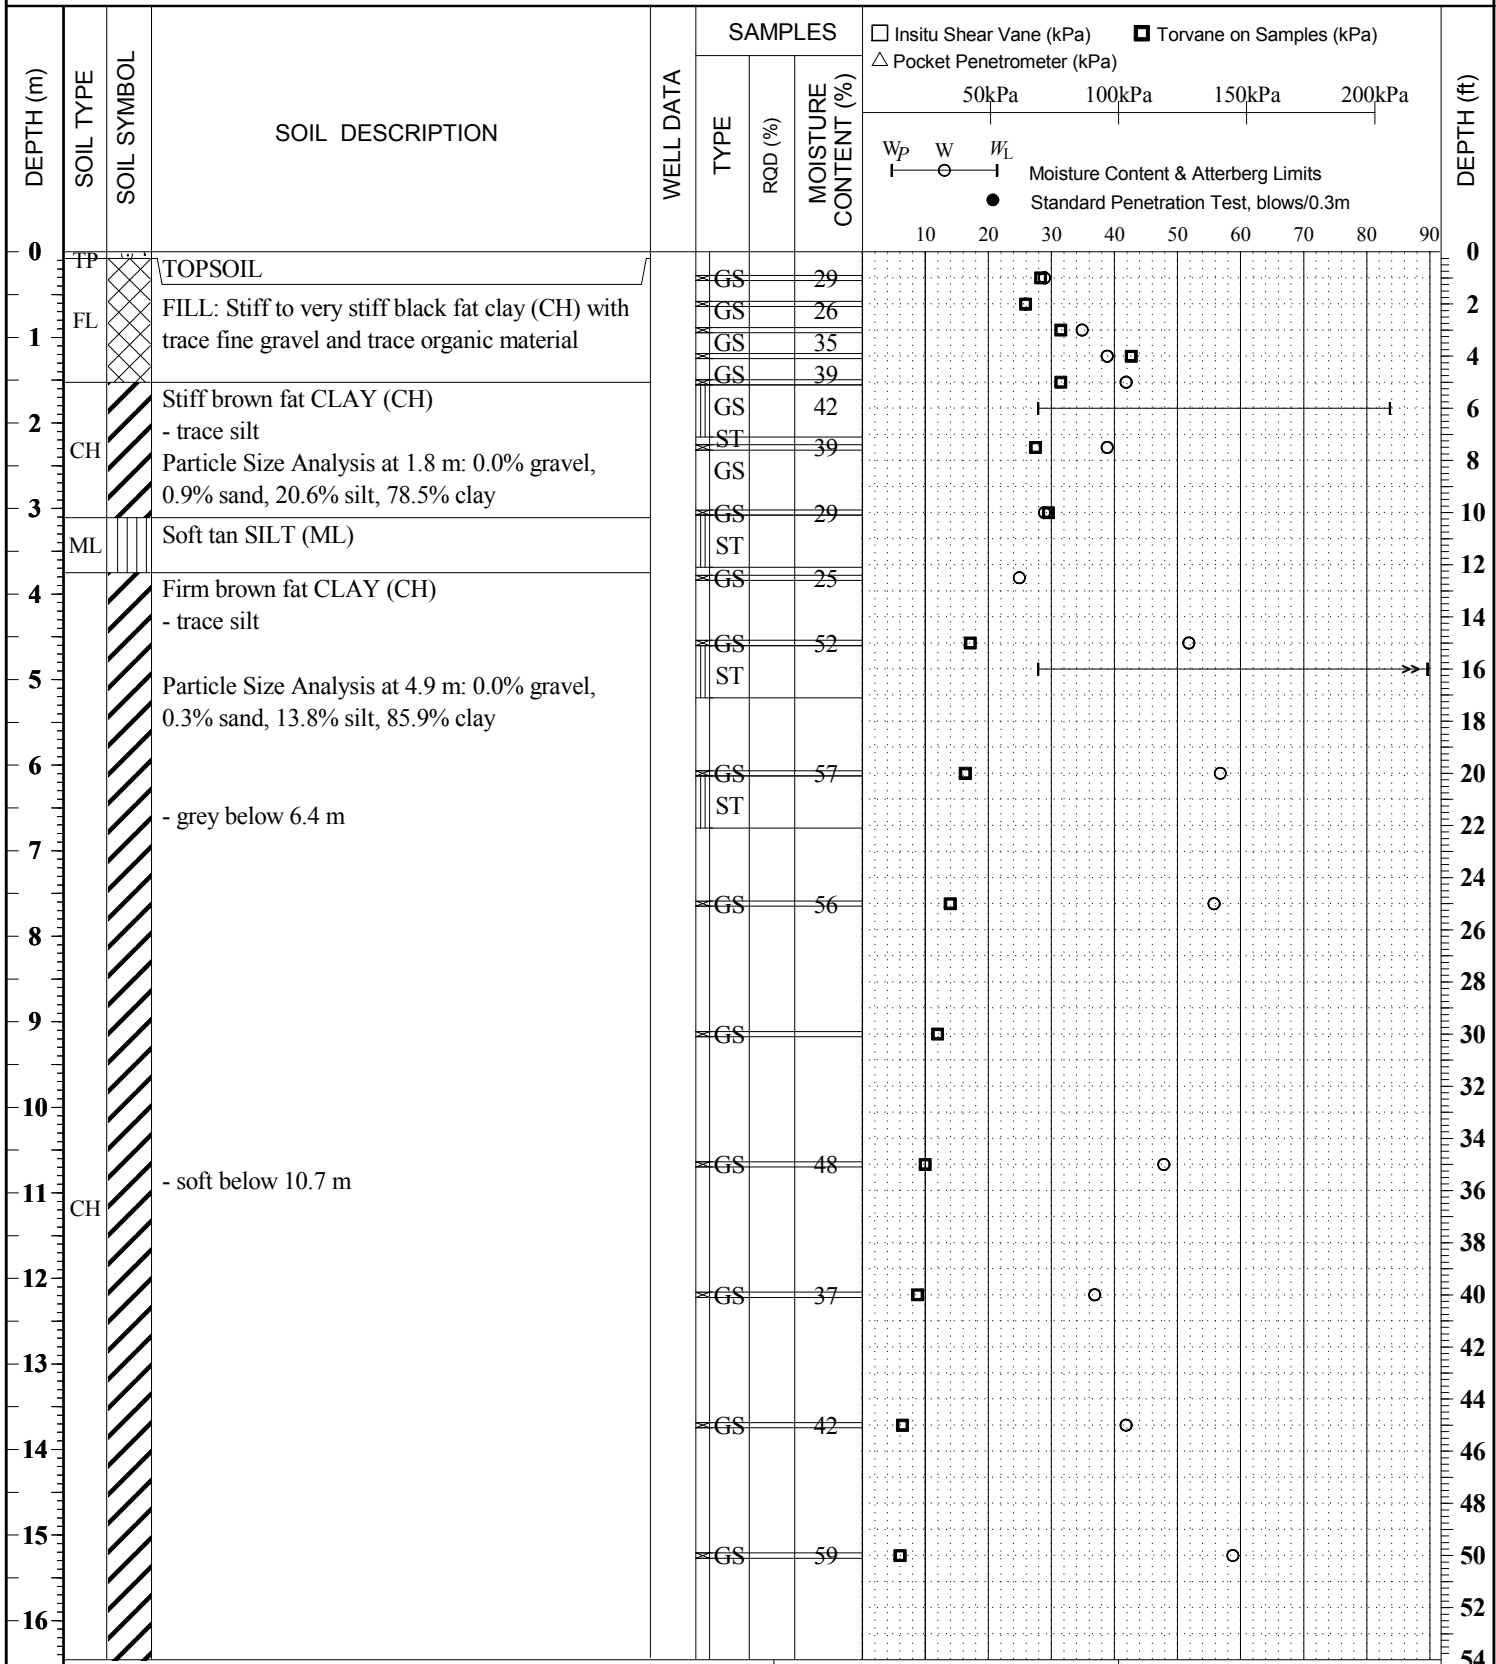 DEPTH (m)
SOIL TYPE
SOIL SYMBOL
SOIL DESCRIPTION
WELL DATA
SAMPLES
TYPE
RQD (%)
MOISTURE CONTENT (%)
Insitu Shear Vane (kPa) Torvane on Samples (kPa)
Pocket Penetrometer (kPa)
50kPa 100kPa 150kPa 200kPa
WP W WL
Moisture Content & Atterberg Limits
Standard Penetration Test, blows/0.3m
10 20 30 40 50 60 70 80 90
DEPTH (ft)
0 TP TOPSOIL 0
GS 29
FL FILL: Stiff to very stiff black fat clay (CH) with GS 26 2
1 trace fine gravel and trace organic material GS 35
4
GS 39
Stiff brown fat CLAY (CH) GS 42 6
2 - trace silt ST
CH Particle Size Analysis at 1.8 m: 0.0% gravel, 39
GS 8
0.9% sand, 20.6% silt, 78.5% clay
3 GS 29 10
ML Soft tan SILT (ML) ST
12
GS 25
4 Firm brown fat CLAY (CH)
- trace silt 14
GS 52
5 Particle Size Analysis at 4.9 m: 0.0% gravel, ST 16
0.3% sand, 13.8% silt, 85.9% clay 18
6 GS 57 20
ST
- grey below 6.4 m 22
7
24
GS 56
8 26
28
9 GS 30
32
10
34
GS 48
- soft below 10.7 m
11 36
CH
38
12
GS 37 40
13 42
44
GS 42
14 46
48
15
GS 59 50
16 52
54